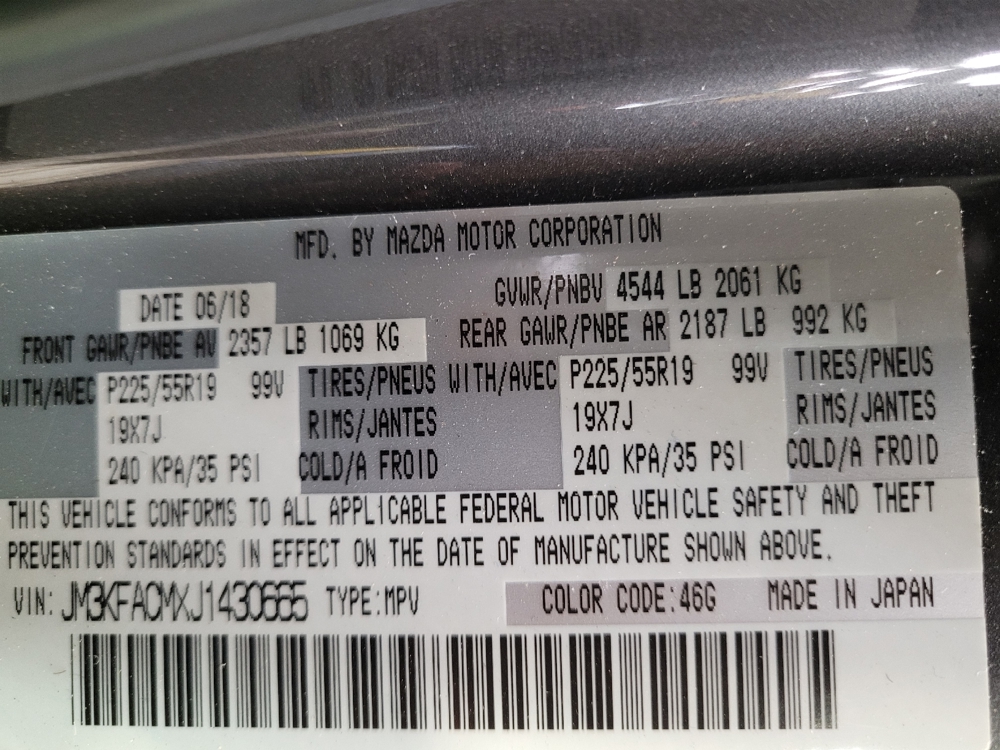 MFD. BY MAZDA MOTOR CORPORATION
DATE 06/18 GVWR/PNBV 4544 LB 2061 KG
FRONT GAWR/PNBE AV 2357 LB 1069 KG REAR GAWR/PNBE AR 2187 LB 992 KG
WITH/AVEC P225/55R19 99V TIRES/PNEUS WITH/AVEC P225/55R19 99V TIRES/PNEUS
19X7J RIMS/JANTES 19X7J RIMS/JANTES
240 KPA/35 PSI COLD/A FROID 240 KPA/35 PSI COLD/A FROID
THIS VEHICLE CONFORMS TO ALL APPLICABLE FEDERAL MOTOR VEHICLE SAFETY AND THEFT
PREVENTION STANDARDS IN EFFECT ON THE DATE OF MANUFACTURE SHOWN ABOVE.
VIN: JM3KFACMXJ1430665 TYPE:MPV COLOR CODE:46G MADE IN JAPAN